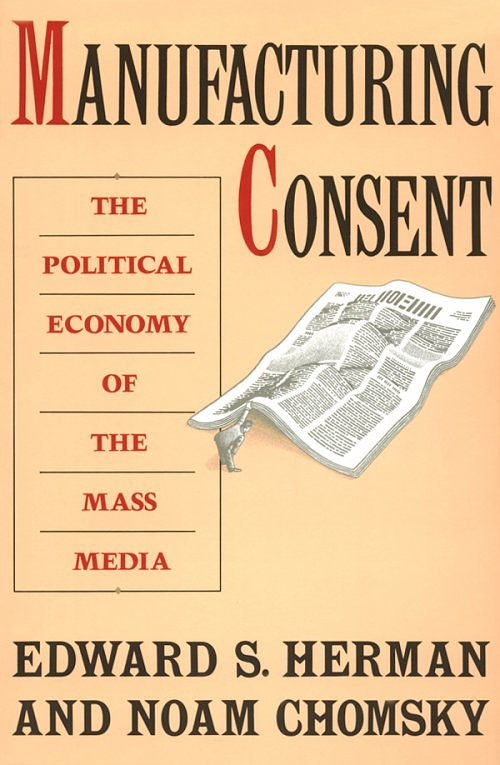 MANUFACTURING
CONSENT
THE
POLITICAL
ECONOMY
OF
THE
MASS
MEDIA
EDWARD S. HERMAN
AND NOAM CHOMSKY